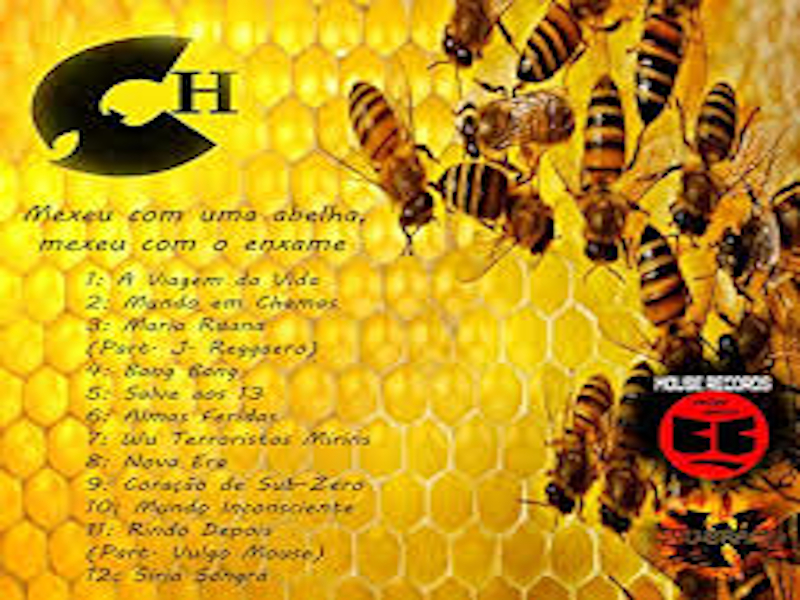 CH
Mexeu com uma abelha,
mexeu com o enxame
1: A Viagem da Vida
2: Mundo em Chamas
3: Maria Ruana
(Part. J- Reggaero)
4: Bang Bang
5: Salve aos 13
6: Almas Feridas
7: Wu Terroristas Mirins
8: Nova Era
9: Coração de Sub-Zero
10: Mundo Inconsciente
11: Rindo Depois
(Part. Vulgo Mouse)
12: Síria Sangra
MOUSE RECORDS